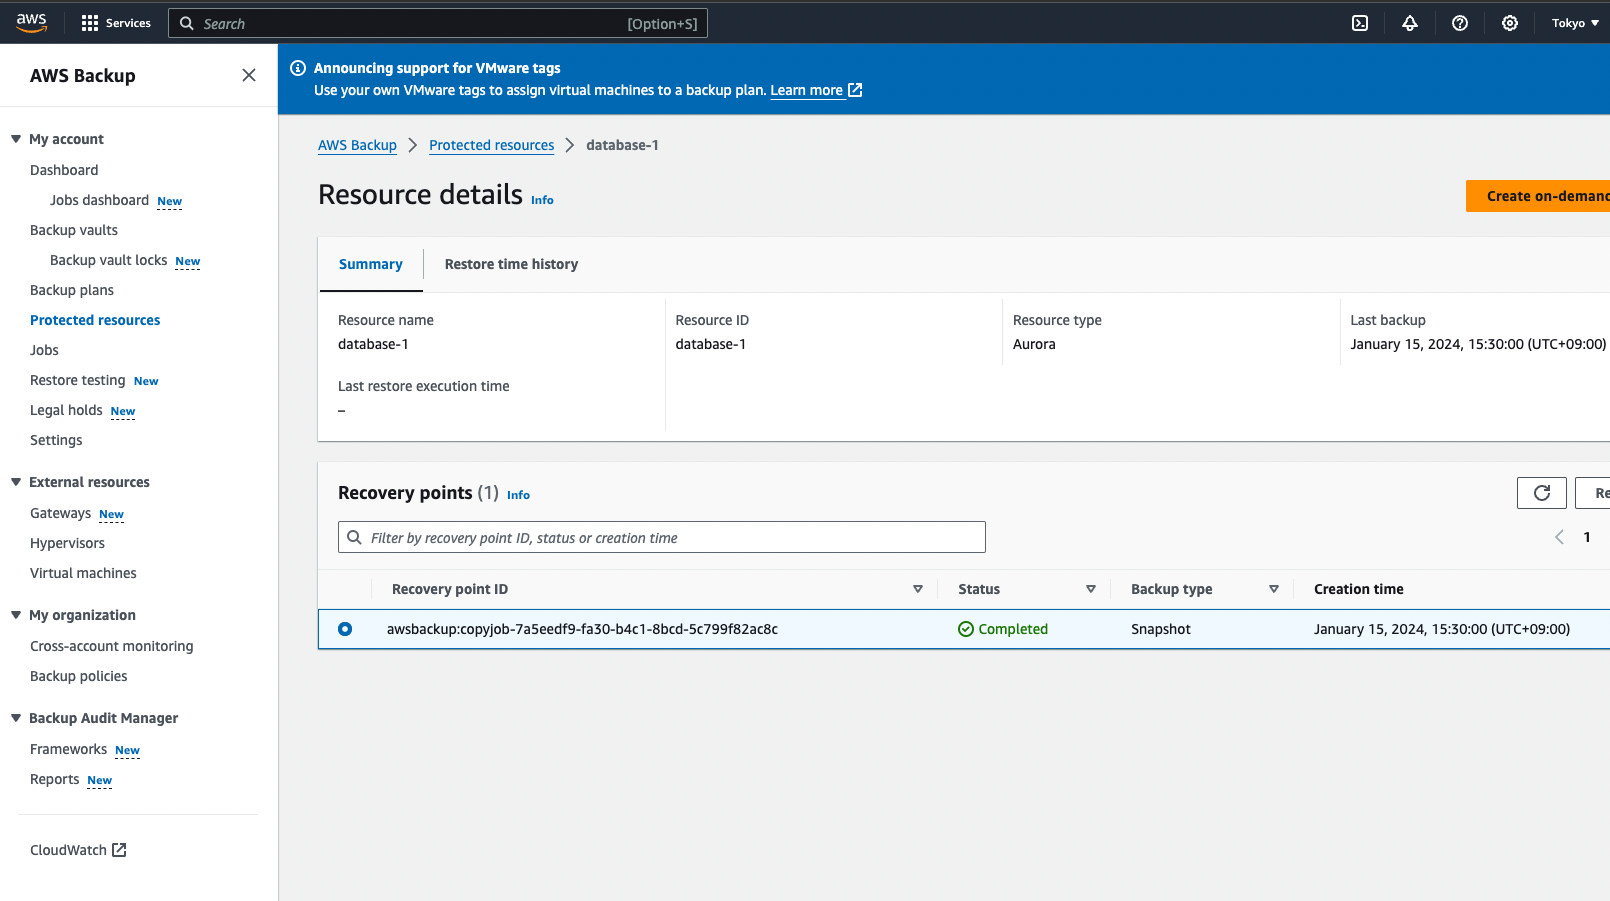 aws
Services
Search
[Option+S]
Tokyo
AWS Backup
My account
Dashboard
Jobs dashboard New
Backup vaults
Backup vault locks New
Backup plans
Protected resources
Jobs
Restore testing New
Legal holds New
Settings
External resources
Gateways New
Hypervisors
Virtual machines
My organization
Cross-account monitoring
Backup policies
Backup Audit Manager
Frameworks New
Reports New
CloudWatch
Announcing support for VMware tags
Use your own VMware tags to assign virtual machines to a backup plan. Learn more
AWS Backup
Protected resources
database-1
Resource details Info
Create on-demand
Summary
Restore time history
Resource name
database-1
Resource ID
database-1
Resource type
Aurora
Last backup
January 15, 2024, 15:30:00 (UTC+09:00)
Last restore execution time
–
Recovery points (1) Info
Re
Filter by recovery point ID, status or creation time
1
Recovery point ID
Status
Backup type
Creation time
awsbackup:copyjob-7a5eedf9-fa30-b4c1-8bcd-5c799f82ac8c
Completed
Snapshot
January 15, 2024, 15:30:00 (UTC+09:00)